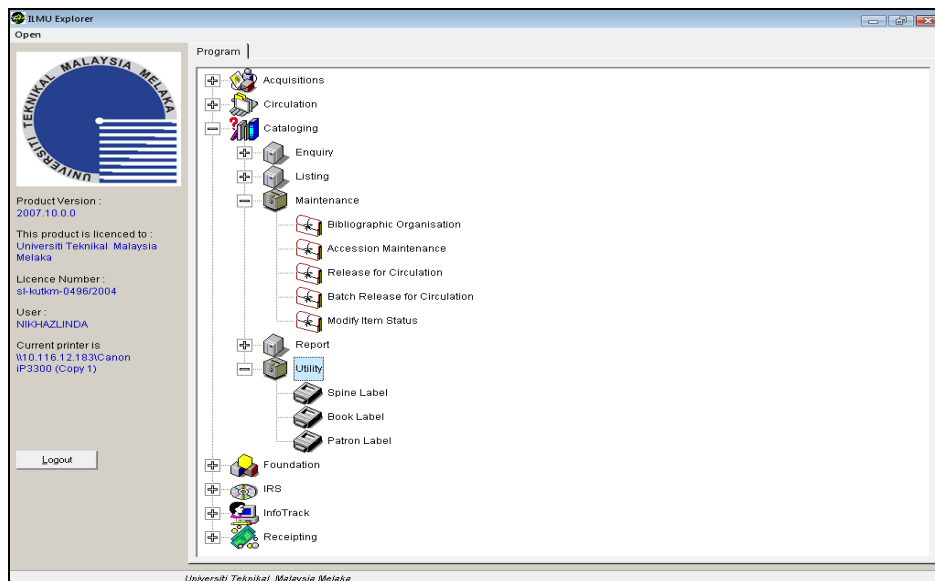 ILMU Explorer
Open
UNIVERSITI TEKNIKAL MALAYSIA MELAKA
Product Version :
2007.10.0.0
This product is licenced to :
Universiti Teknikal Malaysia
Melaka
Licence Number :
sl-kutkm-0496/2004
User :
NIKHAZLINDA
Current printer is
\\10.116.12.183\Canon
iP3300 (Copy 1)
Logout
Program
Acquisitions
Circulation
Cataloging
Enquiry
Listing
Maintenance
Bibliographic Organisation
Accession Maintenance
Release for Circulation
Batch Release for Circulation
Modify Item Status
Report
Utility
Spine Label
Book Label
Patron Label
Foundation
IRS
InfoTrack
Receipting
Universiti Teknikal Malaysia Melaka